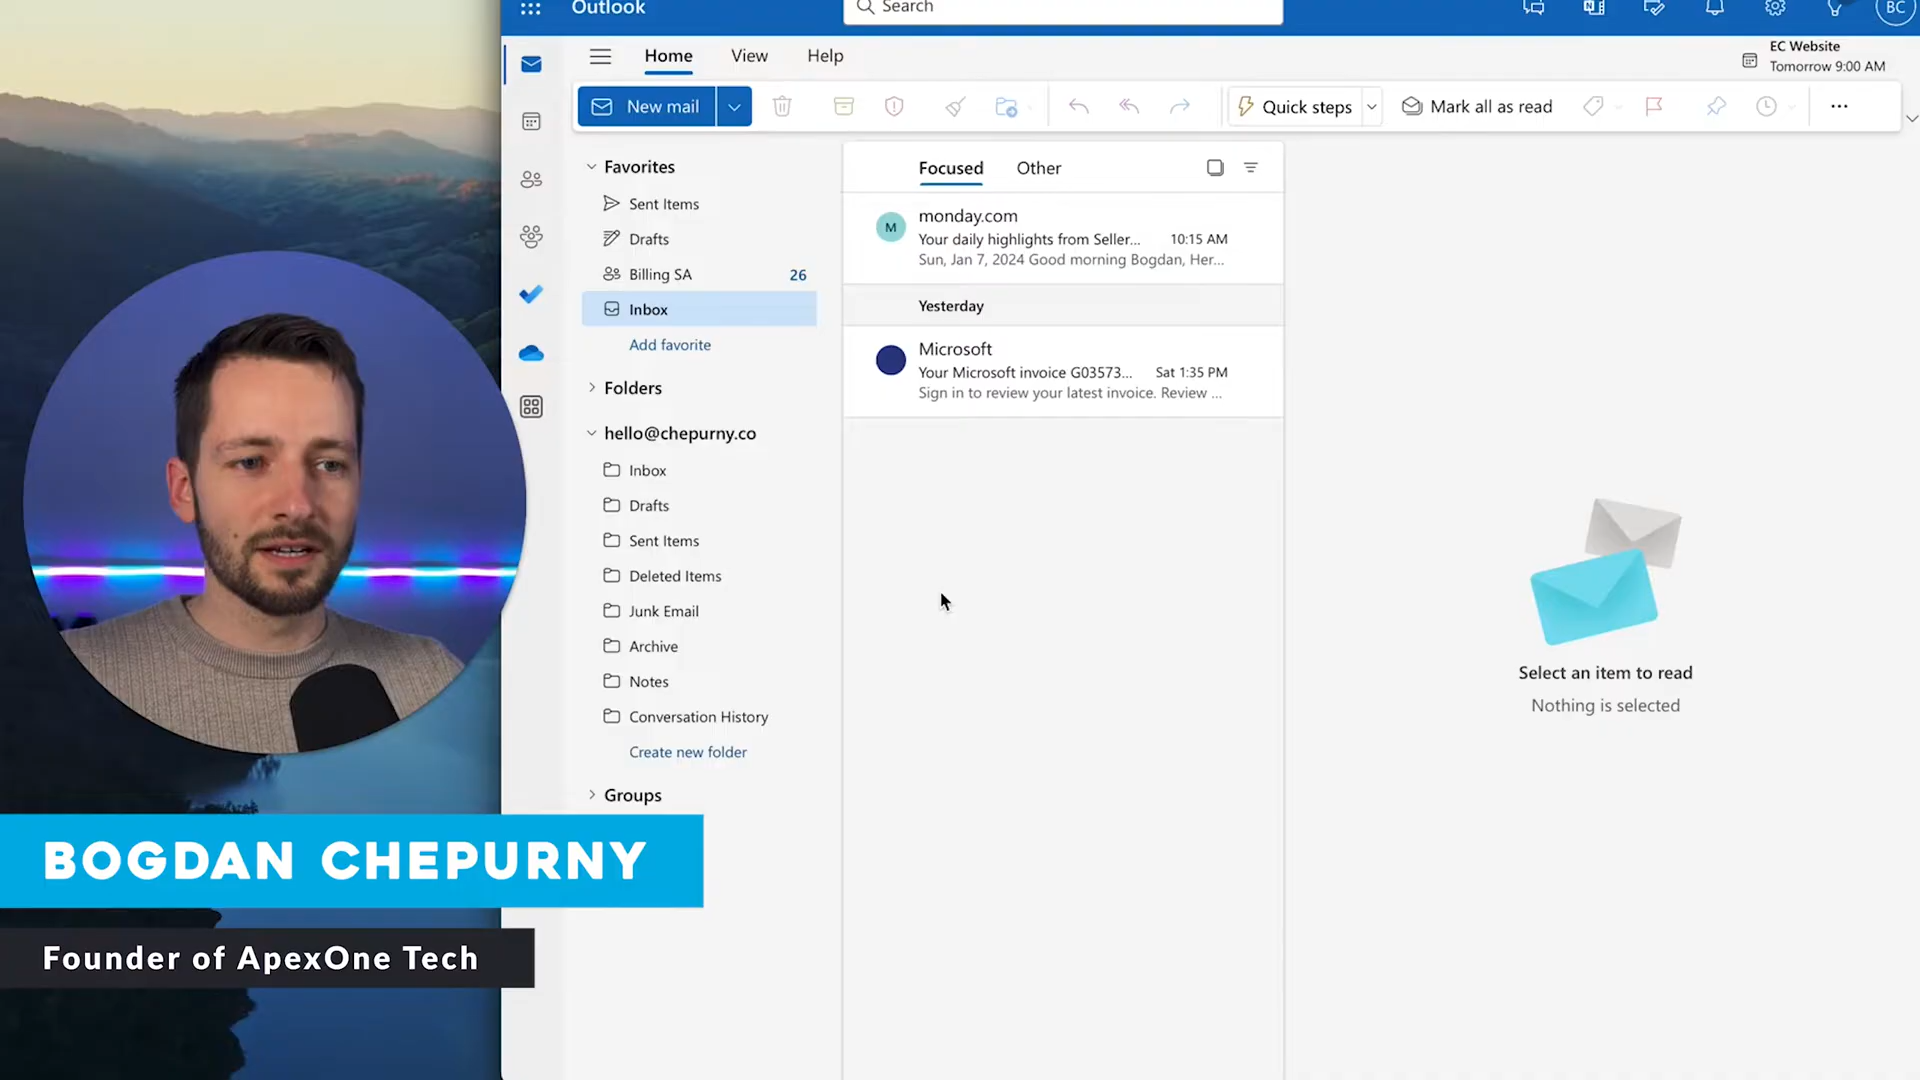 Outlook
Search
BC
Home
View
Help
EC Website
Tomorrow 9:00 AM
New mail
Quick steps
Mark all as read
Favorites
Sent Items
Drafts
Billing SA
26
Inbox
Add favorite
Folders
hello@chepurny.co
Inbox
Drafts
Sent Items
Deleted Items
Junk Email
Archive
Notes
Conversation History
Create new folder
Groups
Focused
Other
M
monday.com
Your daily highlights from Seller...
10:15 AM
Sun, Jan 7, 2024 Good morning Bogdan, Her...
Yesterday
Microsoft
Your Microsoft invoice G03573...
Sat 1:35 PM
Sign in to review your latest invoice. Review ...
Select an item to read
Nothing is selected
BOGDAN CHEPURNY
Founder of ApexOne Tech